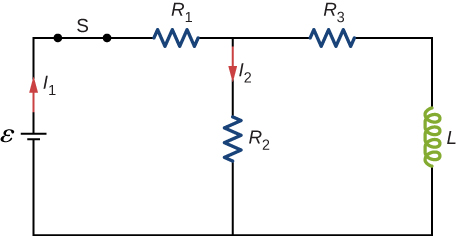 S
R₁
R₃
I₁
I₂
ε
R₂
L